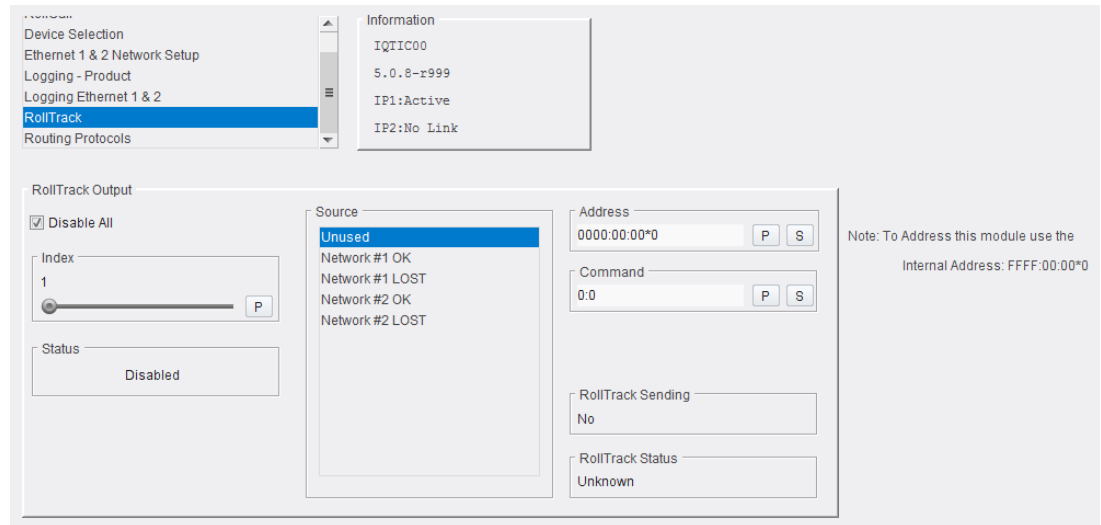 Device Selection
Ethernet 1 & 2 Network Setup
Logging - Product
Logging Ethernet 1 & 2
RollTrack
Routing Protocols
Information
IQTIC00
5.0.8-r999
IP1:Active
IP2:No Link
RollTrack Output
Disable All
Index
1
P
Status
Disabled
Source
Unused
Network #1 OK
Network #1 LOST
Network #2 OK
Network #2 LOST
Address
0000:00:00*0 P S
Command
0:0 P S
RollTrack Sending
No
RollTrack Status
Unknown
Note: To Address this module use the
Internal Address: FFFF:00:00*0